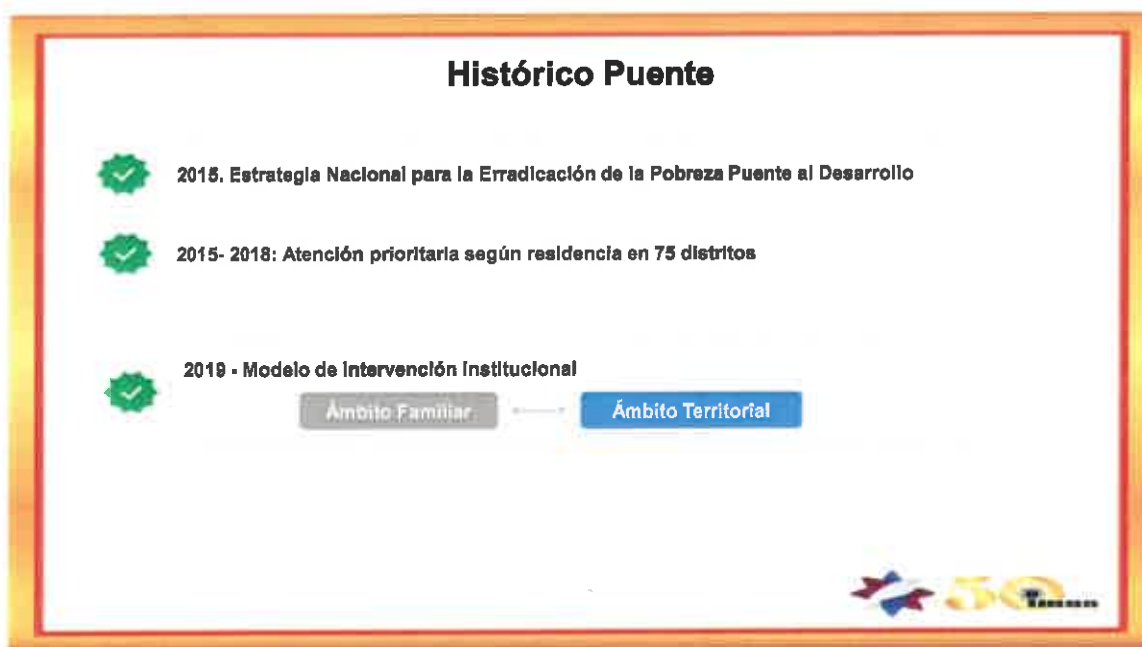 Histórico Puente
2015. Estrategia Nacional para la Erradicación de la Pobreza Puente al Desarrollo
2015- 2018: Atención prioritaria según residencia en 75 distritos
2019 - Modelo de intervención institucional
Ámbito Familiar
Ámbito Territorial
50